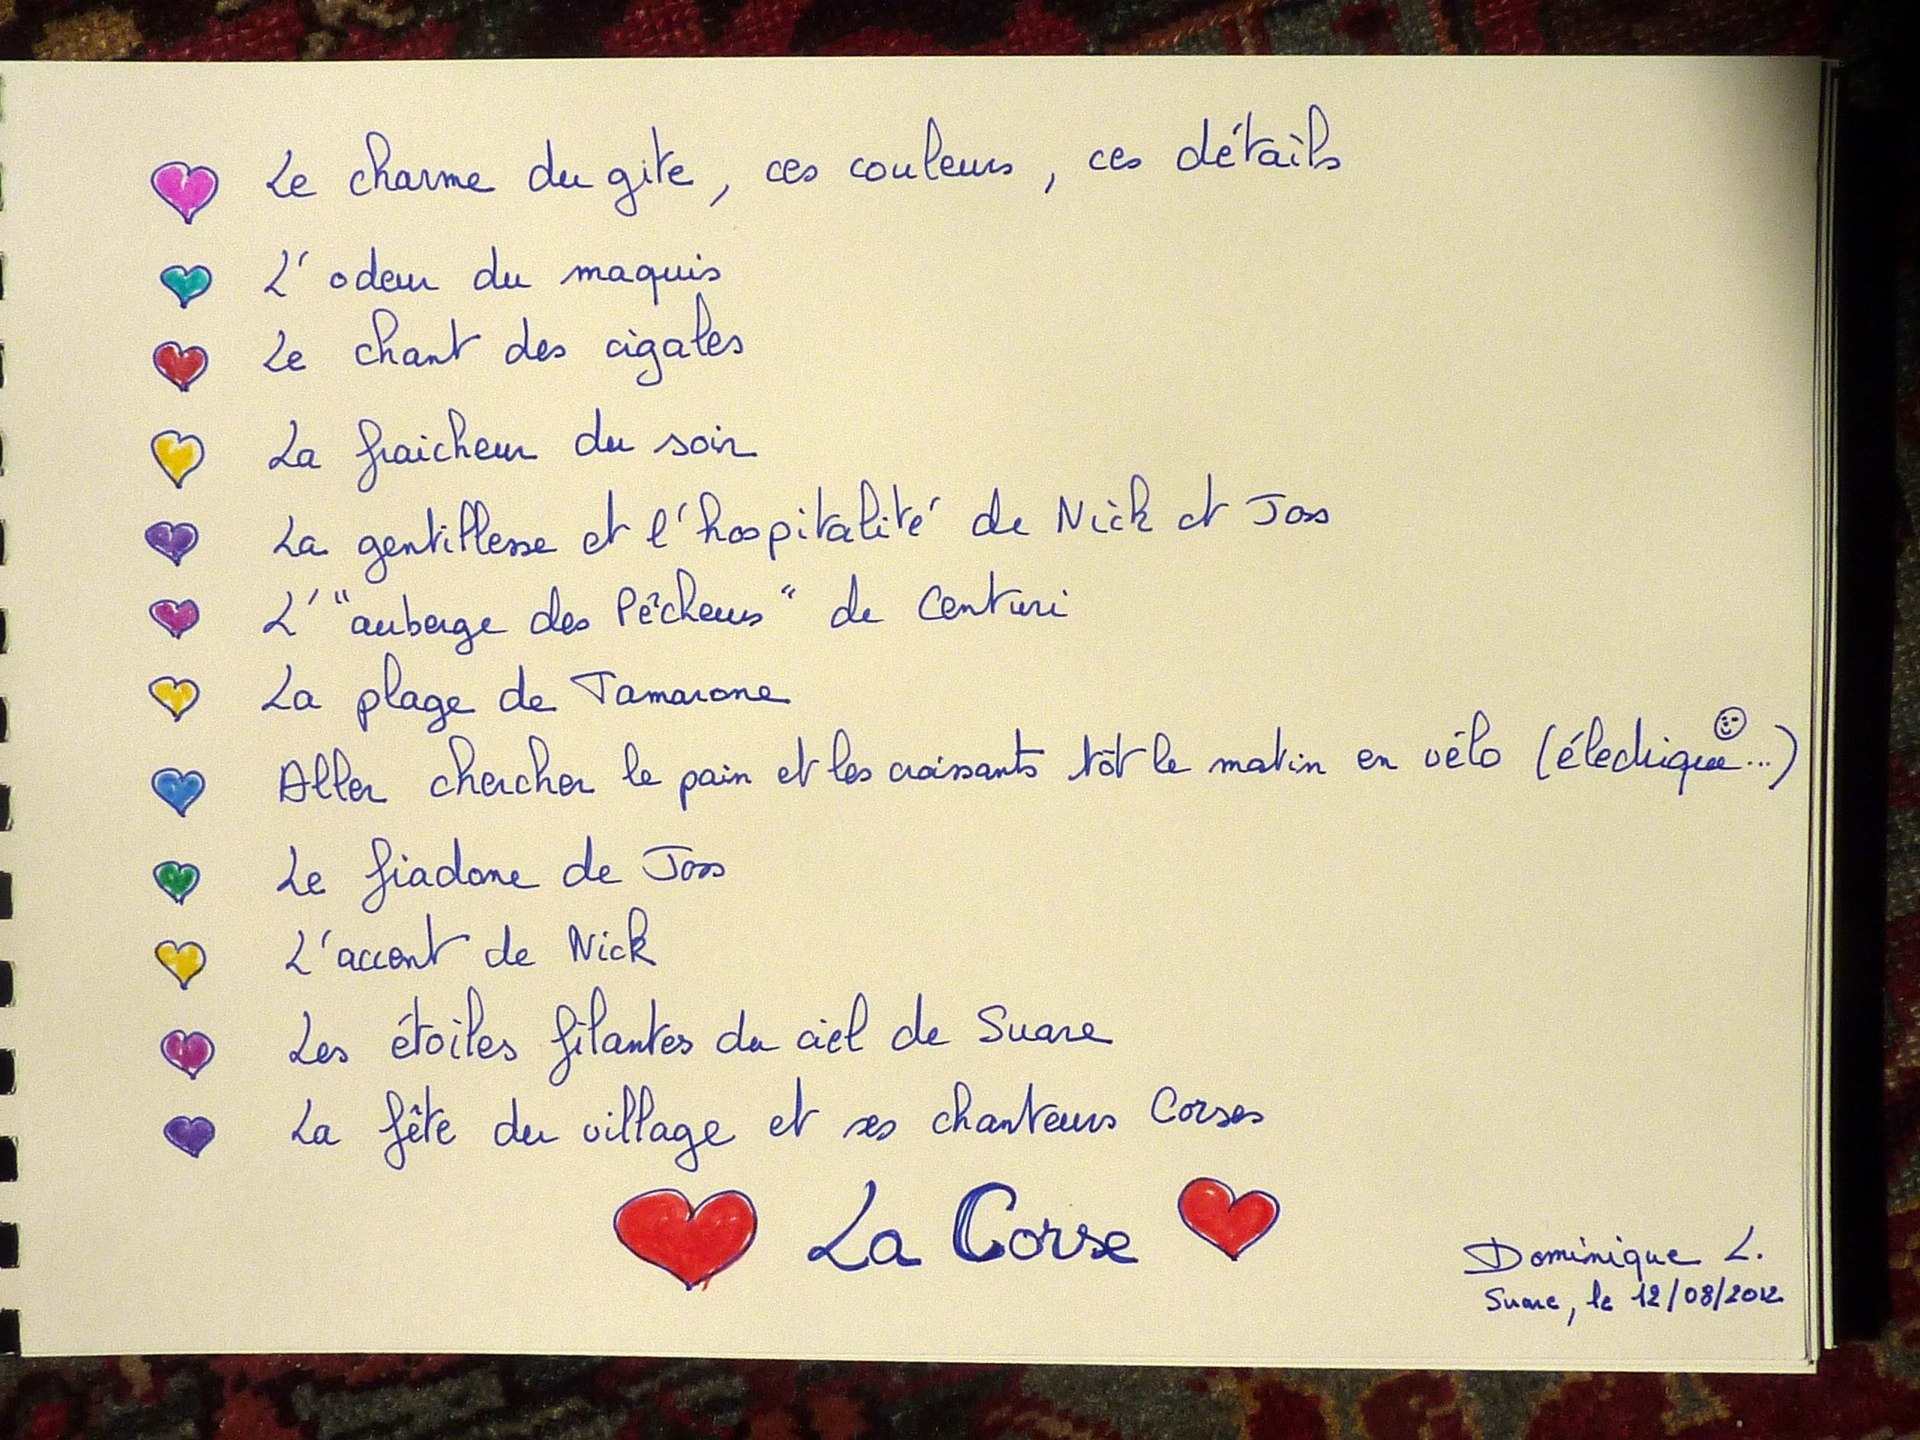 Le charme du gite, ces couleurs, ces détails
L'odeur du maquis
Le chant des cigales
La fraicheur du soir
La gentillesse et l'hospitalité de Nick et Joss
L'"auberge des Pêcheurs" de Centuri
La plage de Tamarone
Aller chercher le pain et les croissants tôt le matin en vélo (électrique...)
Le fiadone de Joss
L'accent de Nick
Les étoiles filantes du ciel de Suare
La fête du village et ses chanteurs Corses
La Corse
Dominique L.
Suare, le 12/08/2012